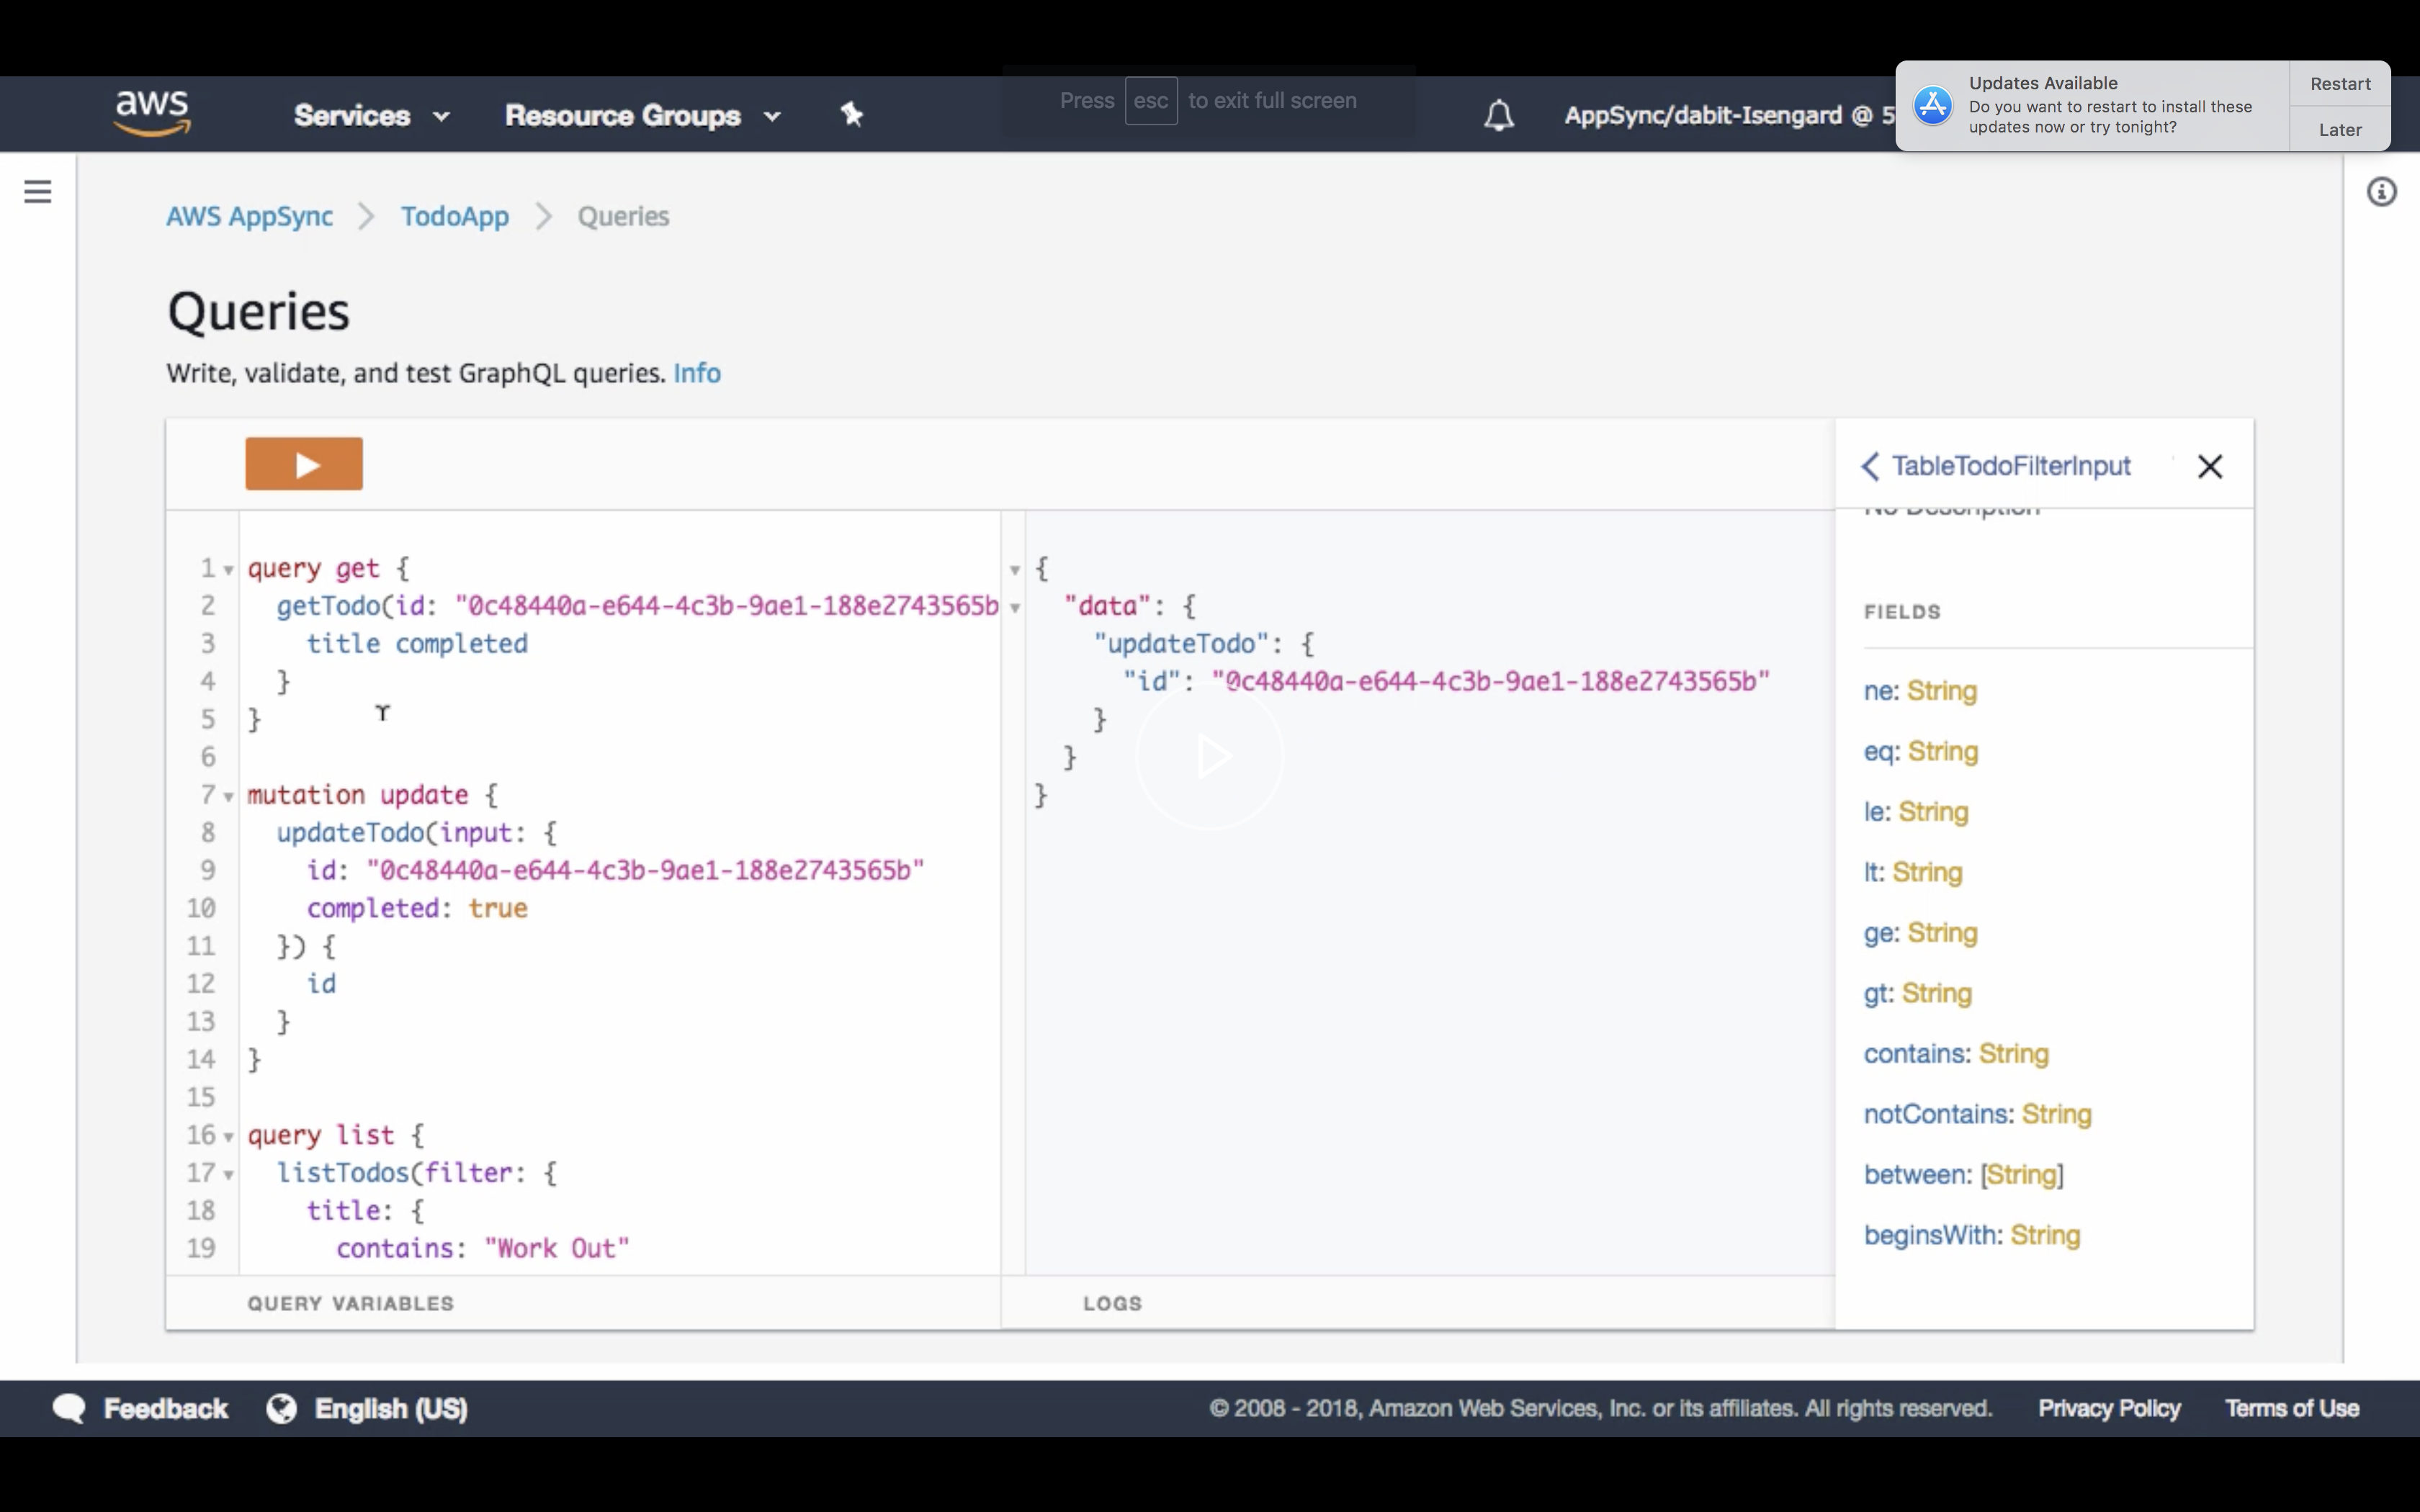 aws
Services
Resource Groups
Press esc to exit full screen
AppSync/dabit-Isengard @ 5
Updates Available
Do you want to restart to install these
updates now or try tonight?
Restart
Later
AWS AppSync > TodoApp > Queries
Queries
Write, validate, and test GraphQL queries. Info
1 query get {
2 getTodo(id: "0c48440a-e644-4c3b-9ae1-188e2743565b
3 title completed
4 }
5 }
6
7 mutation update {
8 updateTodo(input: {
9 id: "0c48440a-e644-4c3b-9ae1-188e2743565b"
10 completed: true
11 }) {
12 id
13 }
14 }
15
16 query list {
17 listTodos(filter: {
18 title: {
19 contains: "Work Out"
QUERY VARIABLES
{
"data": {
"updateTodo": {
"id": "0c48440a-e644-4c3b-9ae1-188e2743565b"
}
}
}
LOGS
TableTodoFilterInput
No Description
FIELDS
ne: String
eq: String
le: String
lt: String
ge: String
gt: String
contains: String
notContains: String
between: [String]
beginsWith: String
Feedback
English (US)
© 2008 - 2018, Amazon Web Services, Inc. or its affiliates. All rights reserved.
Privacy Policy
Terms of Use